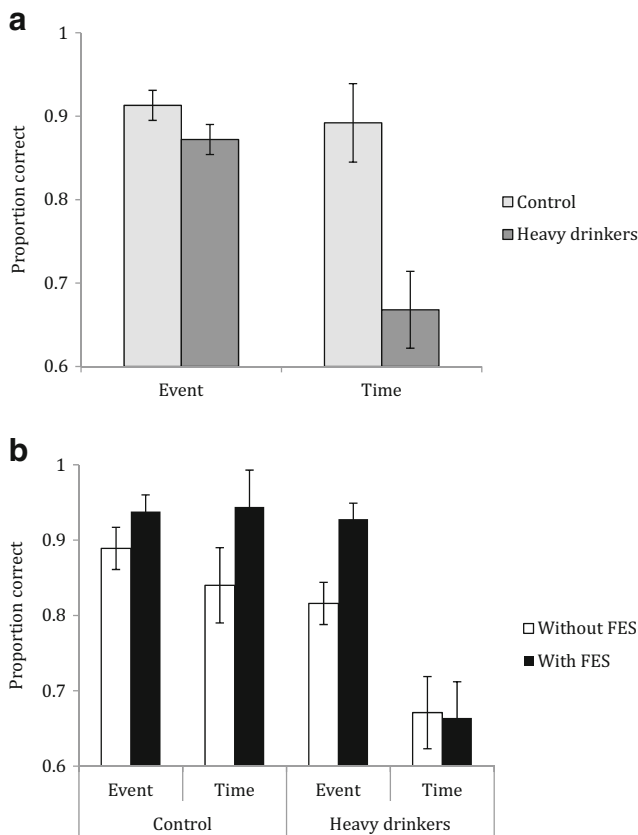 a
Proportion correct
1
0.9
0.8
0.7
0.6
Event
Time
Control
Heavy drinkers
b
Proportion correct
1
0.9
0.8
0.7
0.6
Event
Time
Event
Time
Control
Heavy drinkers
Without FES
With FES